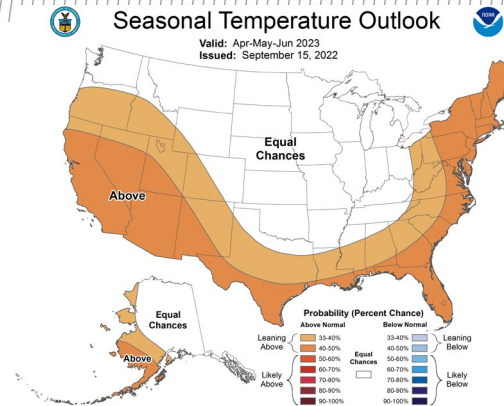 NOAA
Seasonal Temperature Outlook
Valid: Apr-May-Jun 2023
Issued: September 15, 2022
Equal
Chances
Above
Equal
Chances
Above
Probability (Percent Chance)
Above Normal
Below Normal
Leaning
Above
33-40%
40-50%
Likely
Above
50-60%
60-70%
70-80%
80-90%
90-100%
Equal
Chances
33-40%
40-50%
Leaning
Below
50-60%
60-70%
70-80%
80-90%
90-100%
Likely
Below